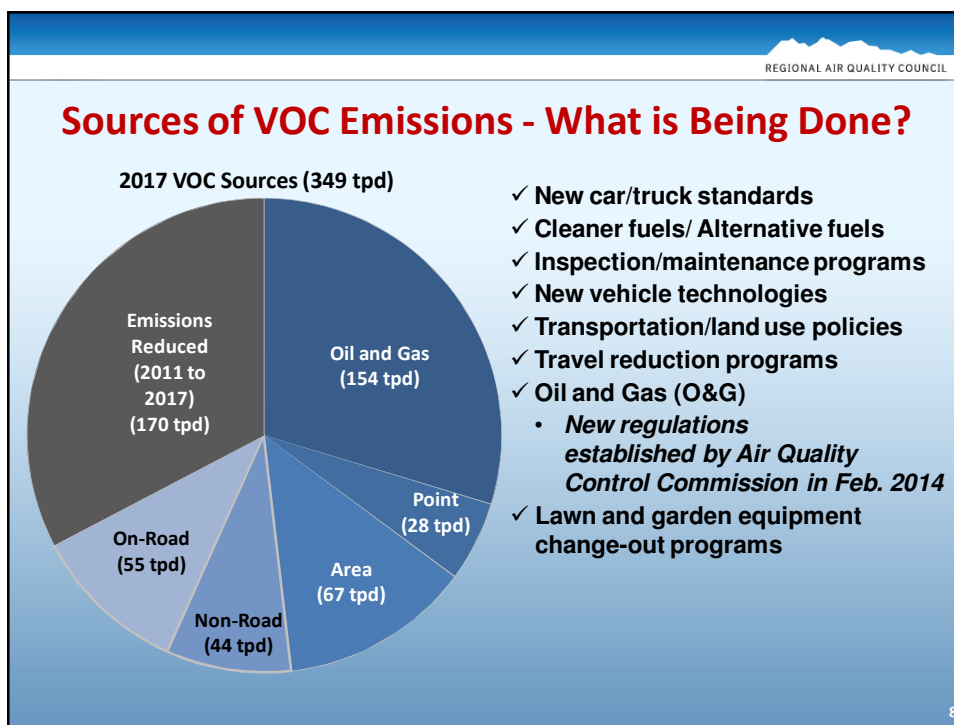 REGIONAL AIR QUALITY COUNCIL
Sources of VOC Emissions - What is Being Done?
2017 VOC Sources (349 tpd)
Emissions
Reduced
(2011 to
2017)
(170 tpd)
Oil and Gas
(154 tpd)
Point
(28 tpd)
Area
(67 tpd)
Non-Road
(44 tpd)
On-Road
(55 tpd)
✓ New car/truck standards
✓ Cleaner fuels/ Alternative fuels
✓ Inspection/maintenance programs
✓ New vehicle technologies
✓ Transportation/land use policies
✓ Travel reduction programs
✓ Oil and Gas (O&G)
• New regulations
established by Air Quality
Control Commission in Feb. 2014
✓ Lawn and garden equipment
change-out programs
8